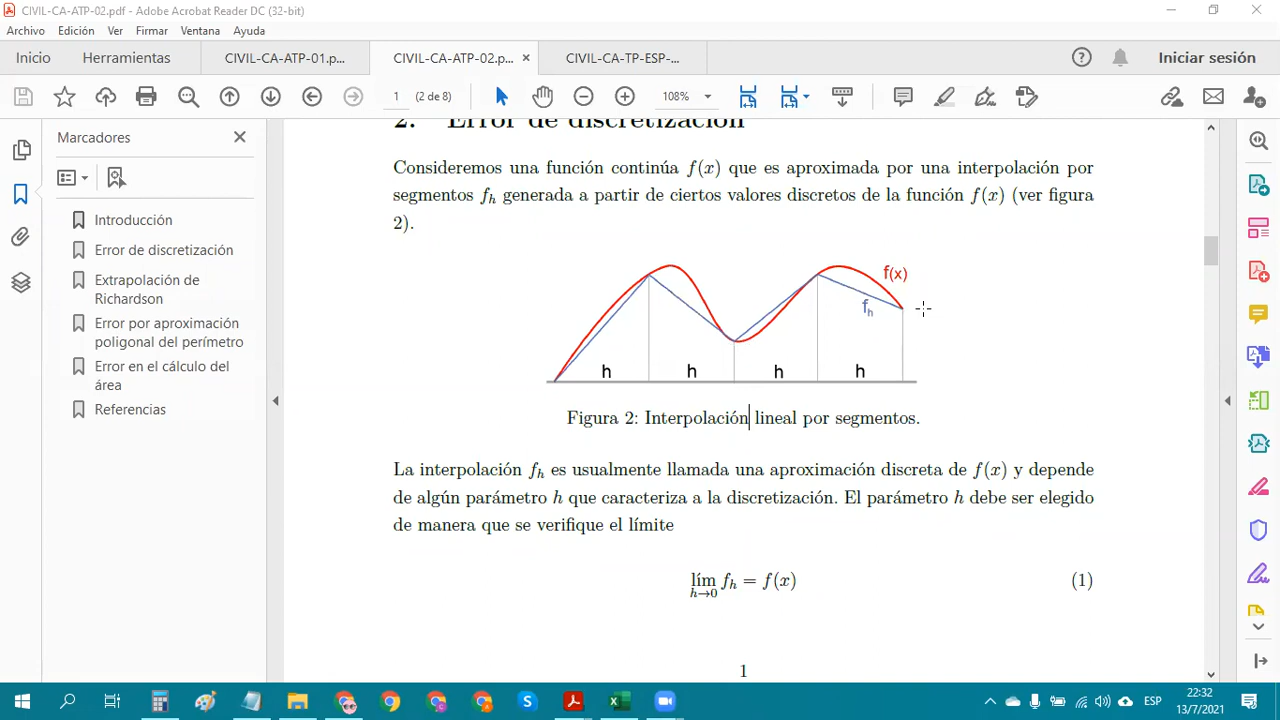 CIVIL-CA-ATP-02.pdf - Adobe Acrobat Reader DC (32-bit)
Archivo Edición Ver Firmar Ventana Ayuda
Inicio Herramientas CIVIL-CA-ATP-01.p... CIVIL-CA-ATP-02.p... × CIVIL-CA-TP-ESP-... Iniciar sesión
1 (2 de 8) 108%
Marcadores
Introducción
Error de discretización
Extrapolación de
Richardson
Error por aproximación
poligonal del perímetro
Error en el cálculo del
área
Referencias
2. Error de discretización
Consideremos una función continúa f(x) que es aproximada por una interpolación por
segmentos fₕ generada a partir de ciertos valores discretos de la función f(x) (ver figura
2).
f(x)
fₕ
h h h h
Figura 2: Interpolación lineal por segmentos.
La interpolación fₕ es usualmente llamada una aproximación discreta de f(x) y depende
de algún parámetro h que caracteriza a la discretización. El parámetro h debe ser elegido
de manera que se verifique el límite
lím fₕ = f(x) (1)
h→0
1
ESP
22:32
13/7/2021